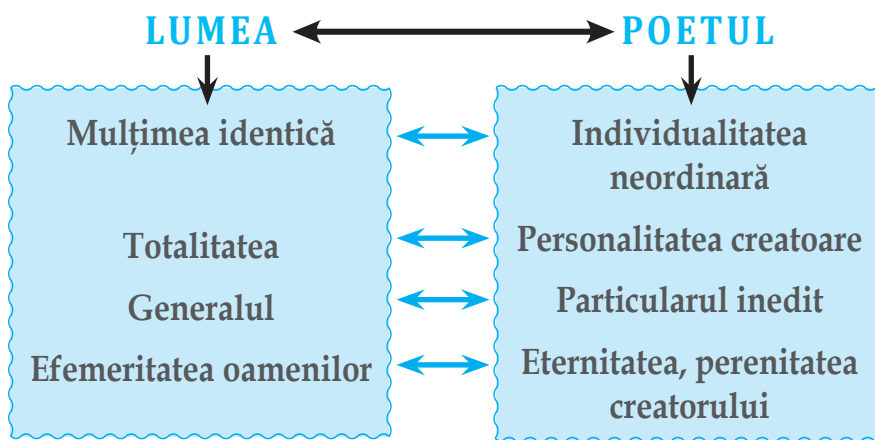 LUMEA
POETUL
Mulțimea identică
Individualitatea
neordinară
Totalitatea
Personalitatea creatoare
Generalul
Particularul inedit
Efemeritatea oamenilor
Eternitatea, perenitatea
creatorului